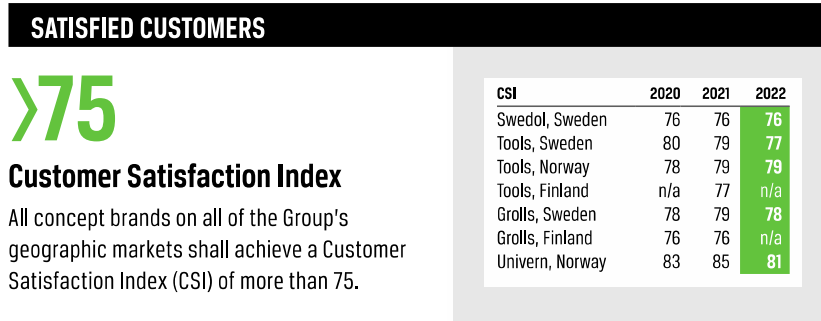 SATISFIED CUSTOMERS
>75
Customer Satisfaction Index
All concept brands on all of the Group's
geographic markets shall achieve a Customer
Satisfaction Index (CSI) of more than 75.
CSI 2020 2021 2022
Swedol, Sweden 76 76 76
Tools, Sweden 80 79 77
Tools, Norway 78 79 79
Tools, Finland n/a 77 n/a
Grolls, Sweden 78 79 78
Grolls, Finland 76 76 n/a
Univern, Norway 83 85 81